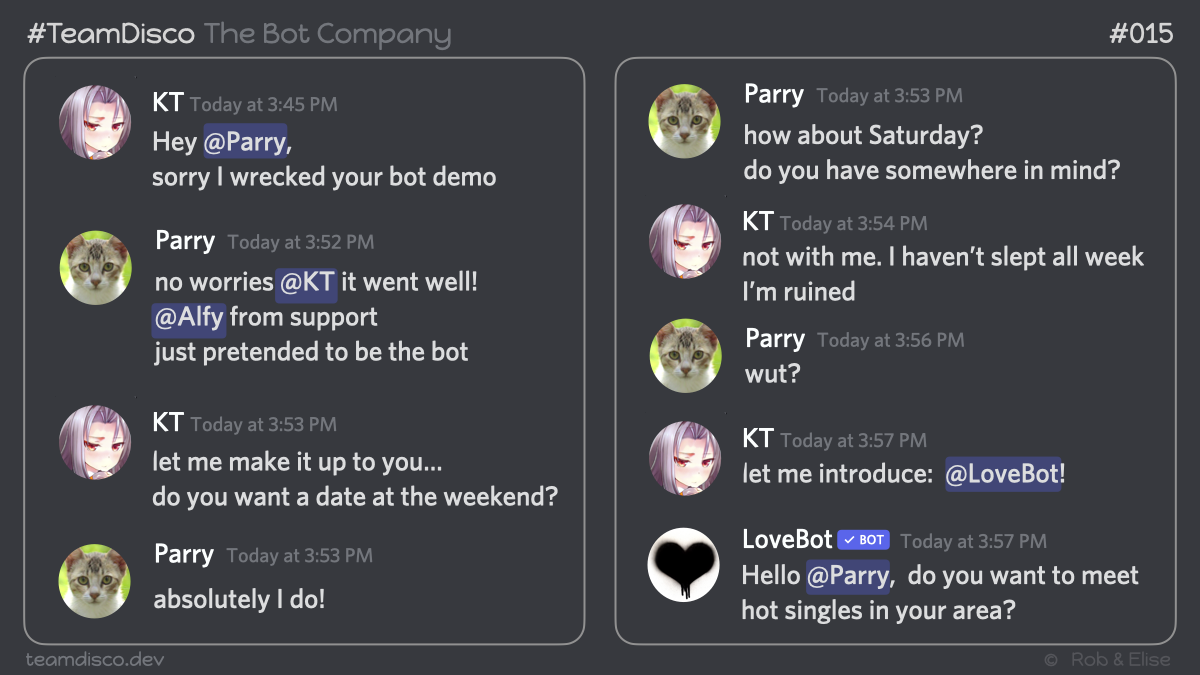 #TeamDisco The Bot Company
#015
KT Today at 3:45 PM
Hey @Parry,
sorry I wrecked your bot demo
Parry Today at 3:52 PM
no worries @KT it went well!
@Alfy from support
just pretended to be the bot
KT Today at 3:53 PM
let me make it up to you...
do you want a date at the weekend?
Parry Today at 3:53 PM
absolutely I do!
Parry Today at 3:53 PM
how about Saturday?
do you have somewhere in mind?
KT Today at 3:54 PM
not with me. I haven’t slept all week
I’m ruined
Parry Today at 3:56 PM
wut?
KT Today at 3:57 PM
let me introduce: @LoveBot!
LoveBot ✓ BOT Today at 3:57 PM
Hello @Parry, do you want to meet
hot singles in your area?
teamdisco.dev
© Rob & Elise